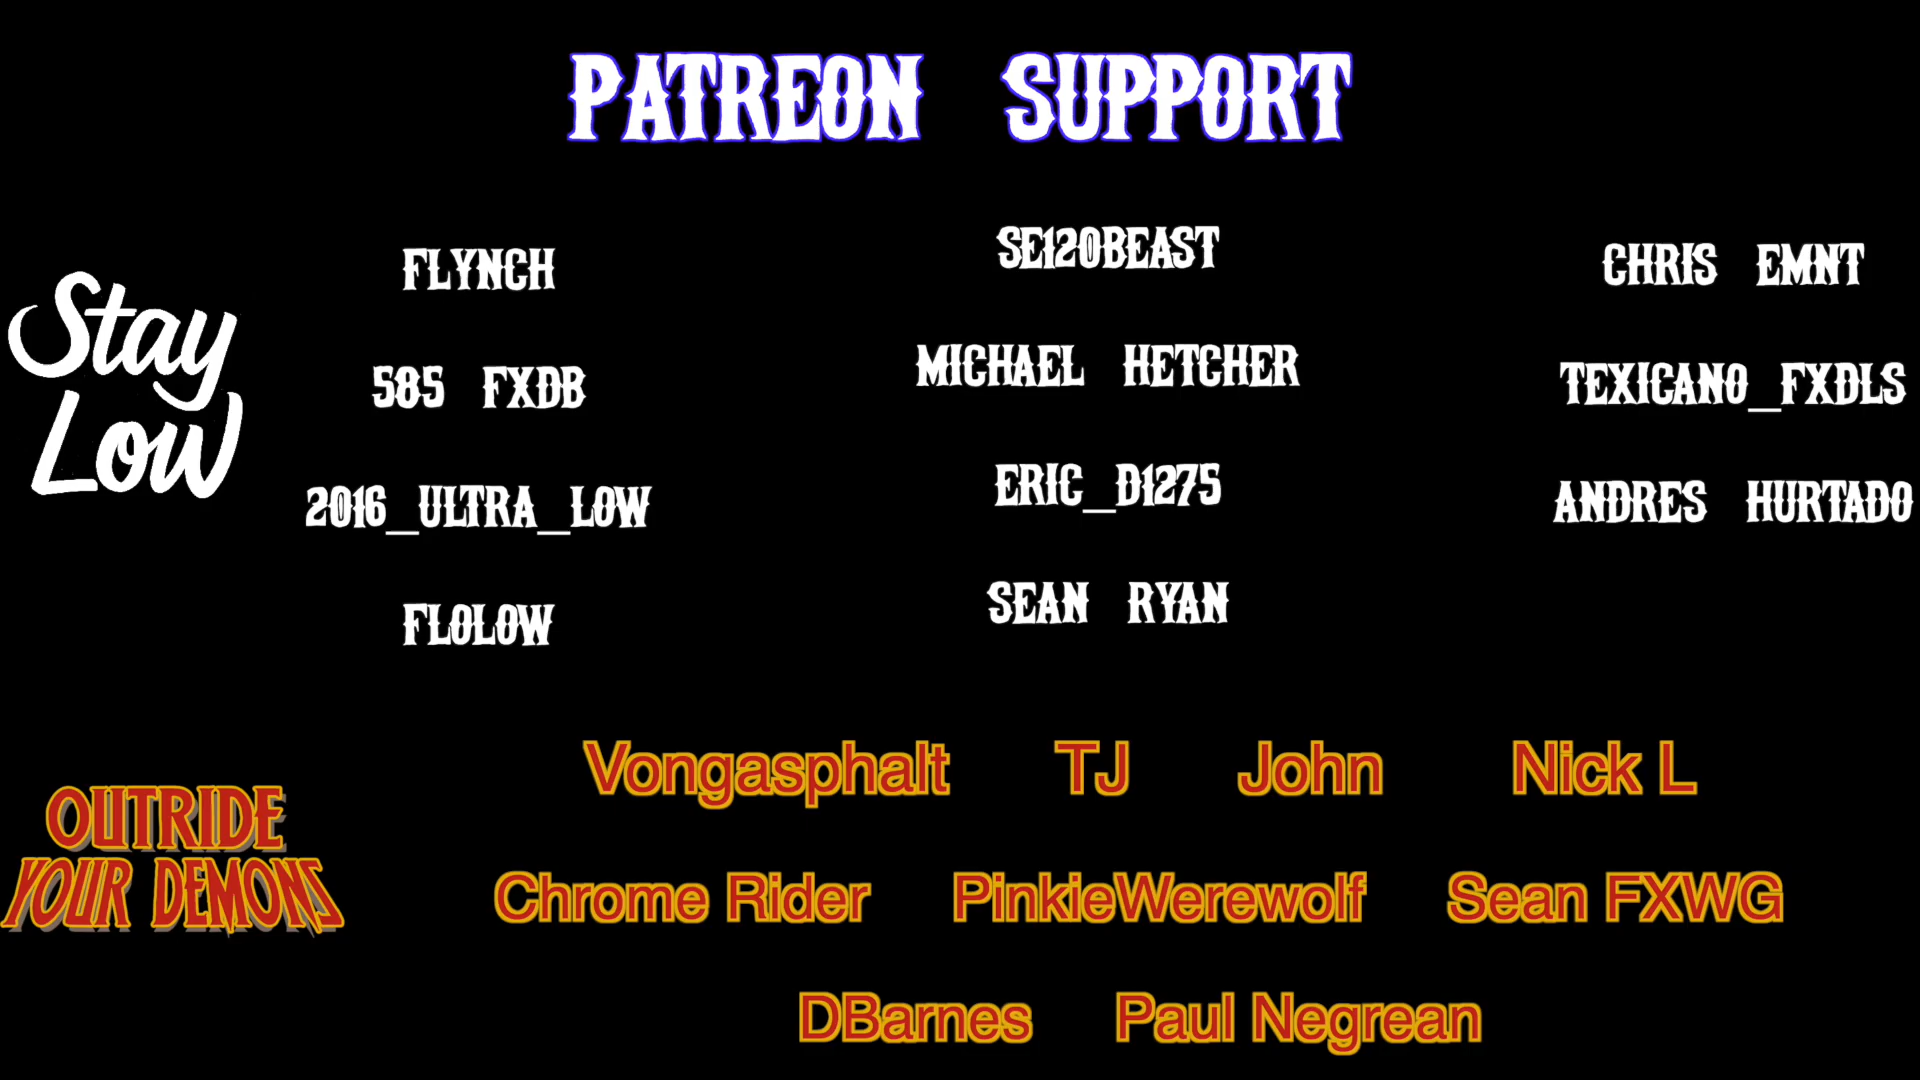 PATREON SUPPORT
Stay
Low
FLYNCH
585 FXDB
2016_ULTRA_LOW
FLOLOW
SE120BEAST
MICHAEL HETCHER
ERIC_D1275
SEAN RYAN
CHRIS EMNT
TEXICANO_FXDLS
ANDRES HURTADO
OUTRIDE
YOUR DEMONS
Vongasphalt TJ John Nick L
Chrome Rider PinkieWerewolf Sean FXWG
DBarnes Paul Negrean